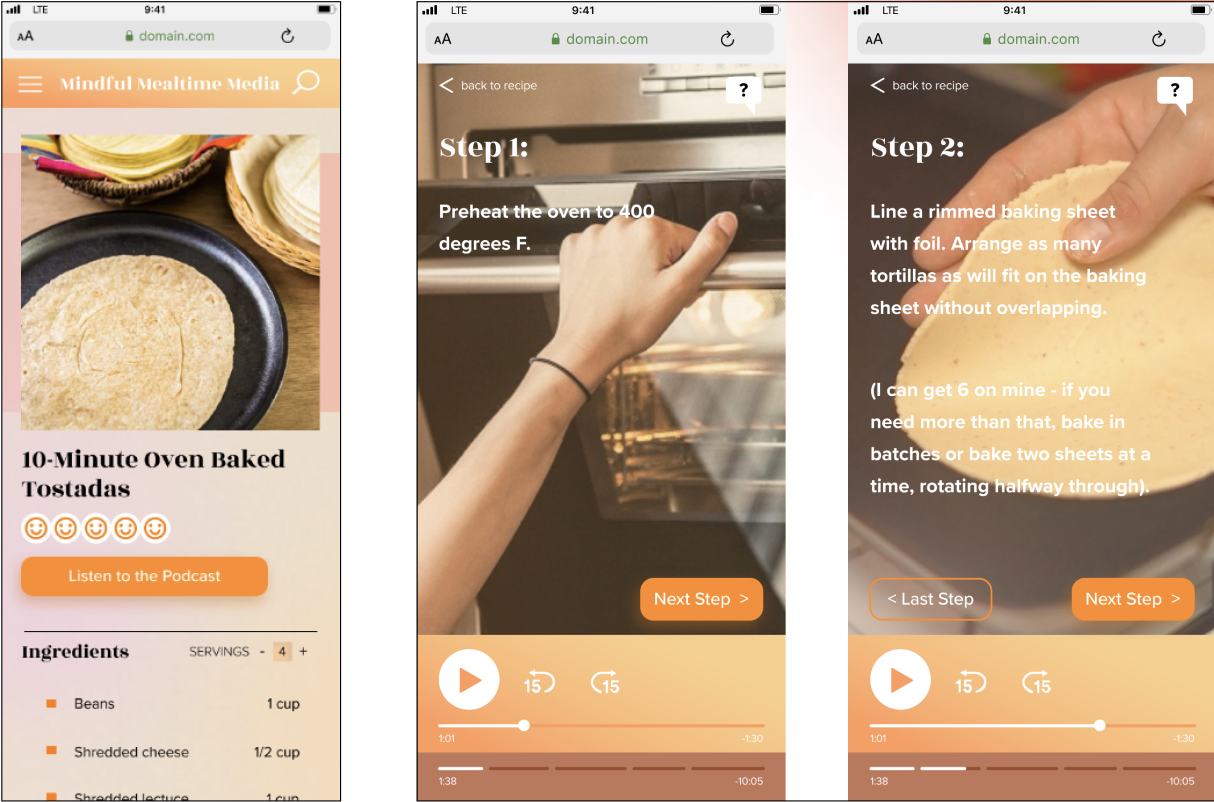 LTE 9:41
AA domain.com
Mindful Mealtime Media
10-Minute Oven Baked
Tostadas
Listen to the Podcast
Ingredients SERVINGS - 4 +
Beans 1 cup
Shredded cheese 1/2 cup
Shredded lectuce 1 cup
LTE 9:41
AA domain.com
< back to recipe ?
Step 1:
Preheat the oven to 400
degrees F.
Next Step >
15 15
1:01 -1:30
1:38 -10:05
LTE 9:41
AA domain.com
< back to recipe ?
Step 2:
Line a rimmed baking sheet
with foil. Arrange as many
tortillas as will fit on the baking
sheet without overlapping.
(I can get 6 on mine - if you
need more than that, bake in
batches or bake two sheets at a
time, rotating halfway through).
< Last Step Next Step >
15 15
1:01 -1:30
1:38 -10:05